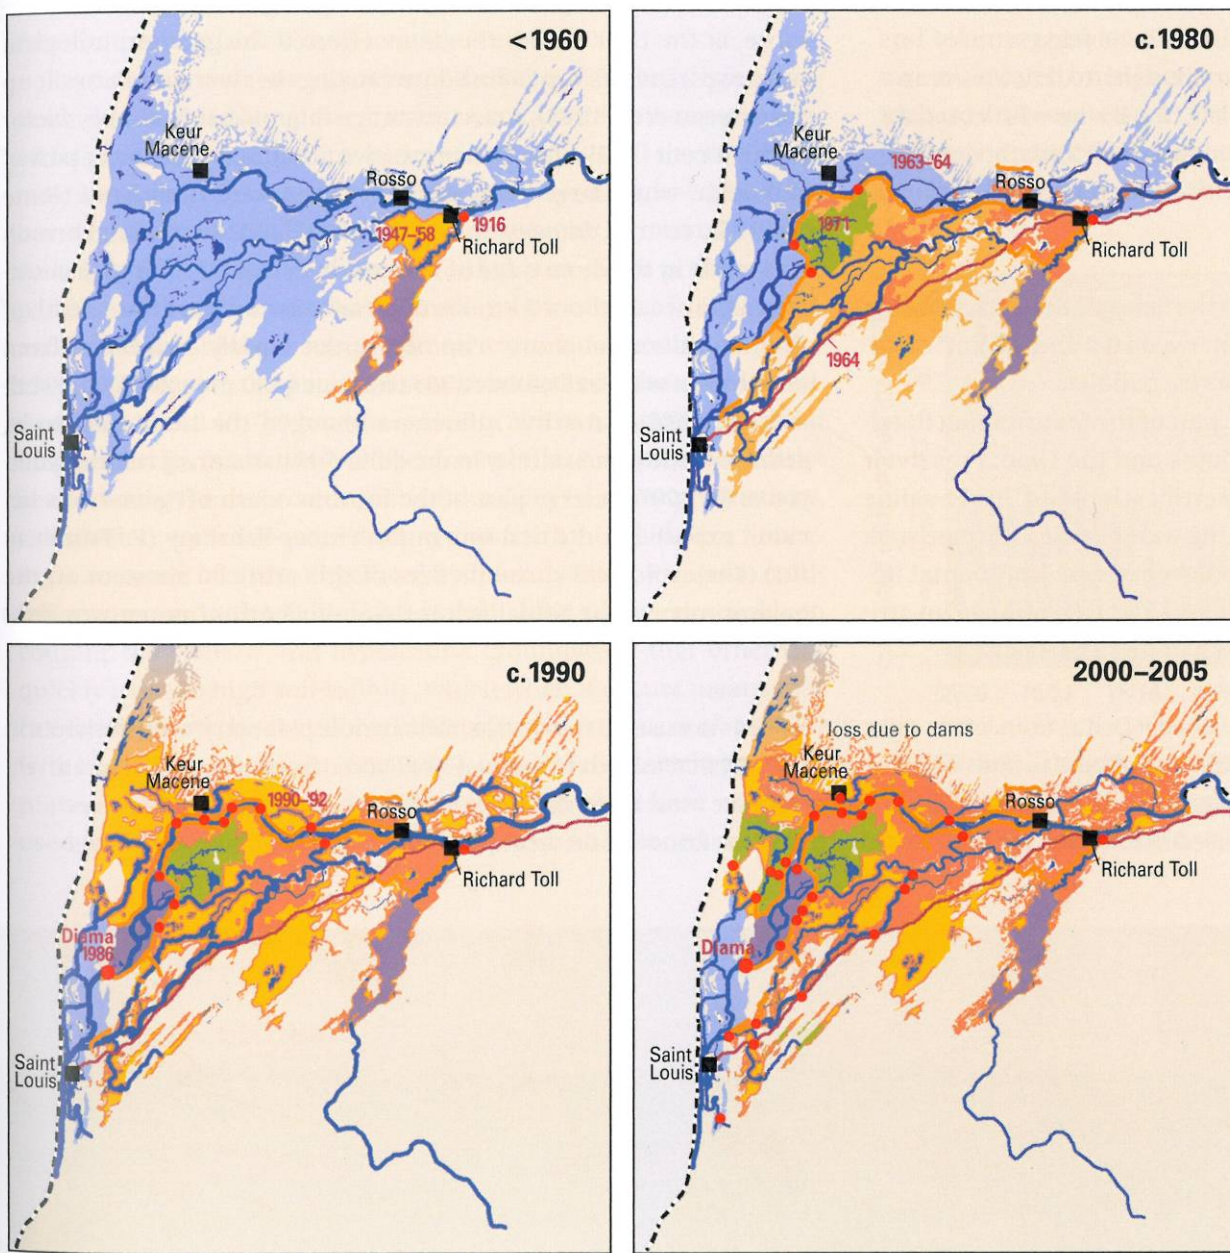 <1960
Keur
Macene
Rosso
1916
1947-'58
Richard Toll
Saint
Louis
c.1980
Keur
Macene
1963-'64
Rosso
1971
Richard Toll
1964
Saint
Louis
c.1990
Keur
Macene
1990-'92
Rosso
Richard Toll
Diama
1986
Saint
Louis
2000–2005
loss due to dams
Keur
Macene
Rosso
Richard Toll
Diama
Saint
Louis